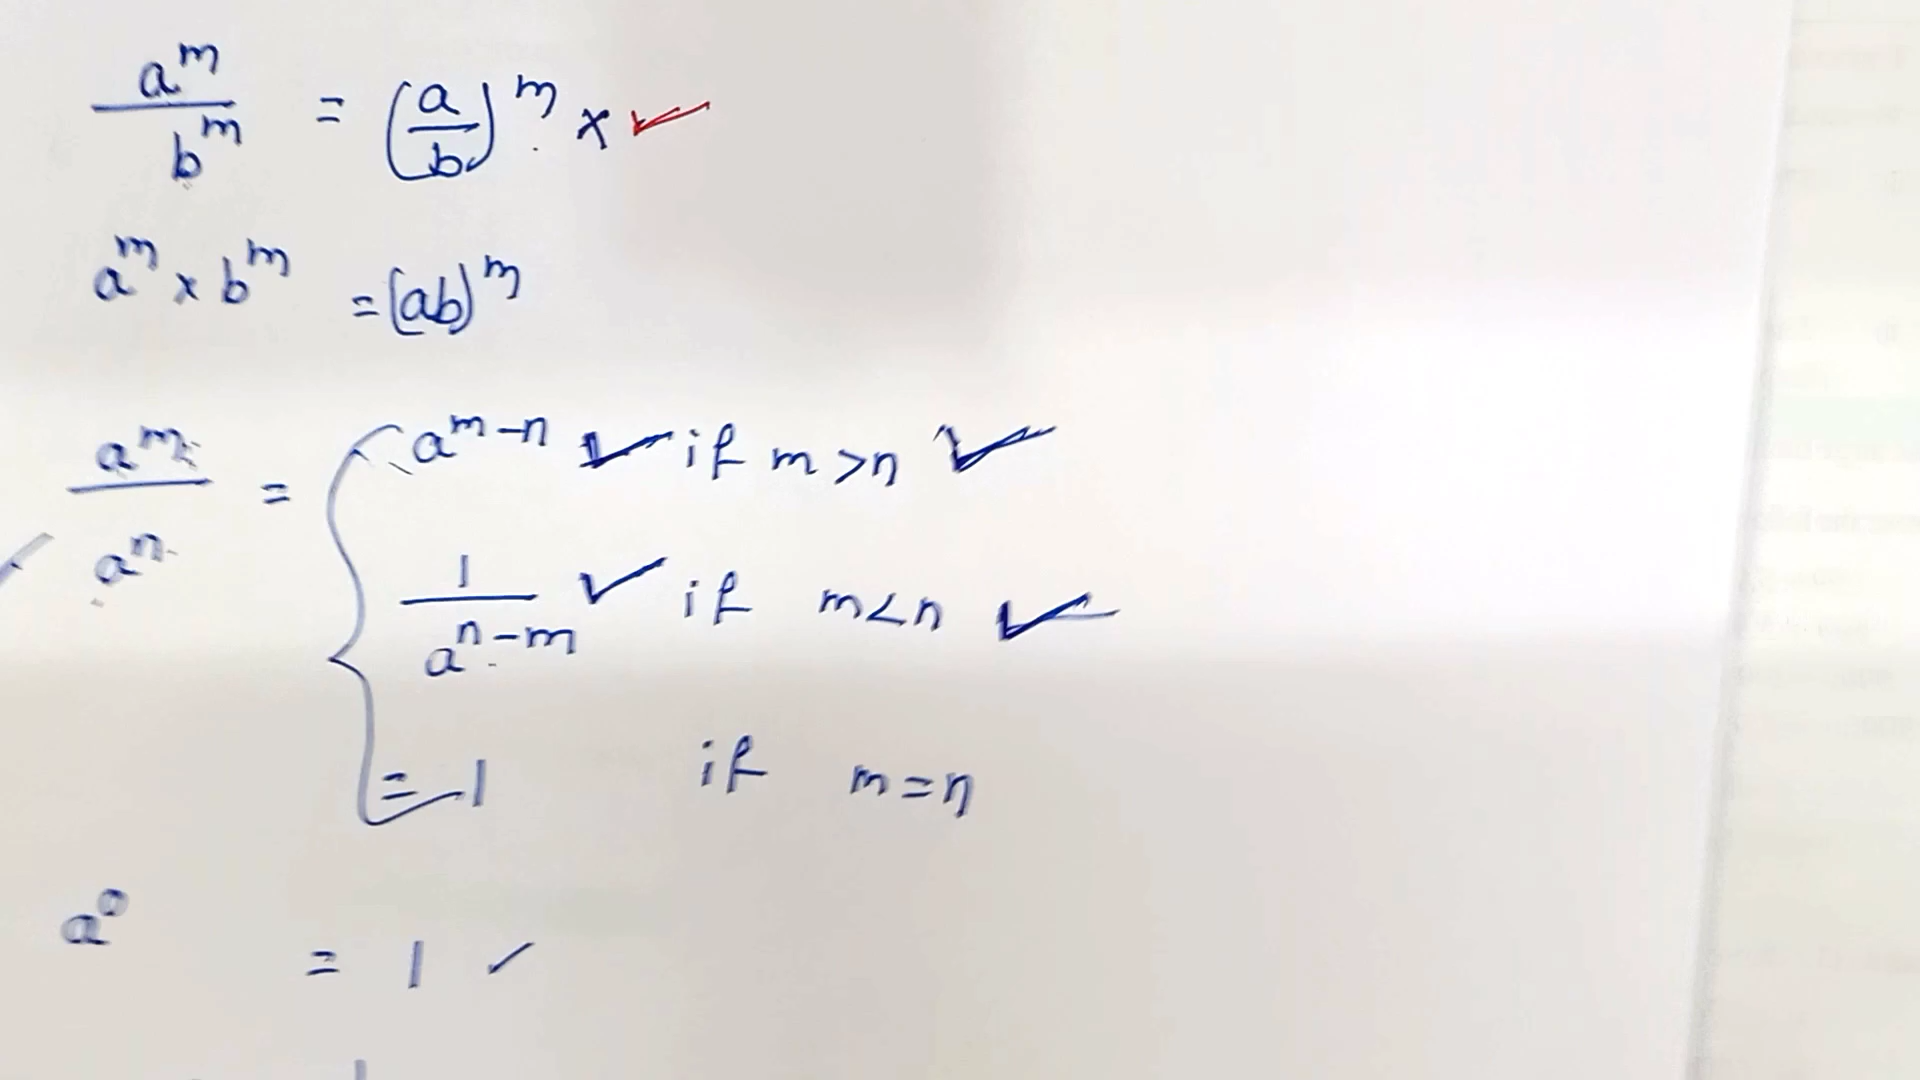 a^m / b^m = (a/b)^m × ✓
a^m × b^m = (ab)^m
a^m / a^n = { a^(m-n) ✓ if m > n ✓
1 / a^(n-m) ✓ if m < n ✓
= 1 if m = n
a^0 = 1 ✓